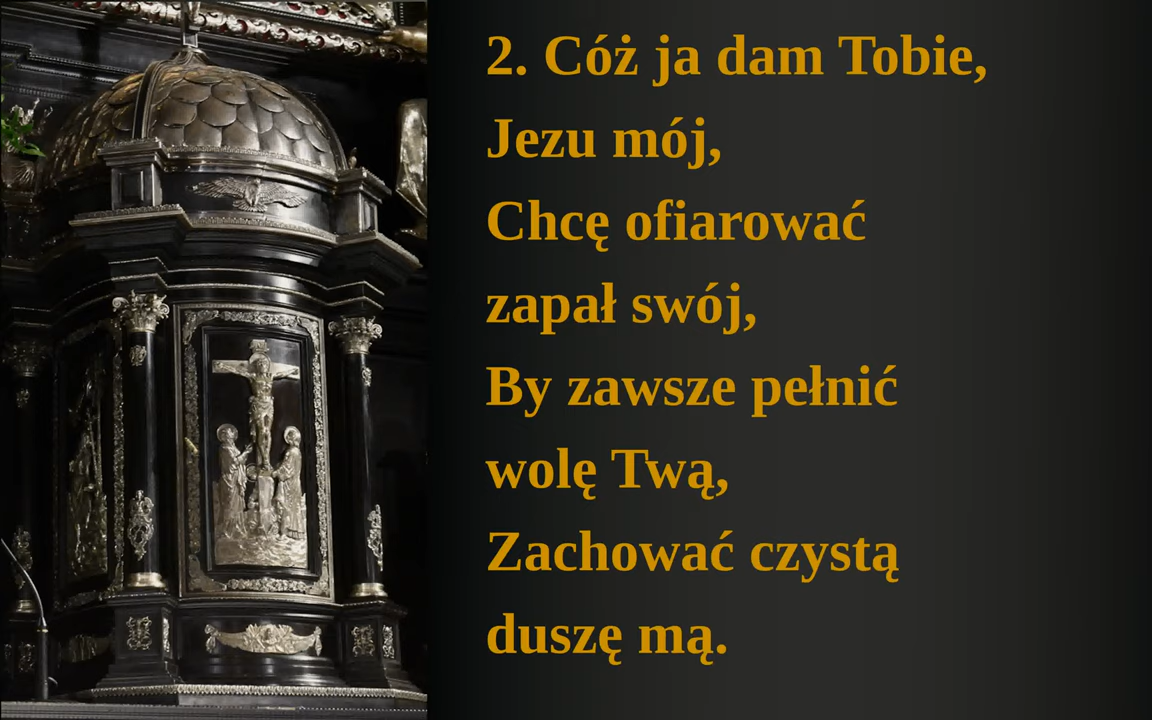 2. Cóż ja dam Tobie,
Jezu mój,
Chcę ofiarować
zapał swój,
By zawsze pełnić
wolę Twą,
Zachować czystą
duszę mą.